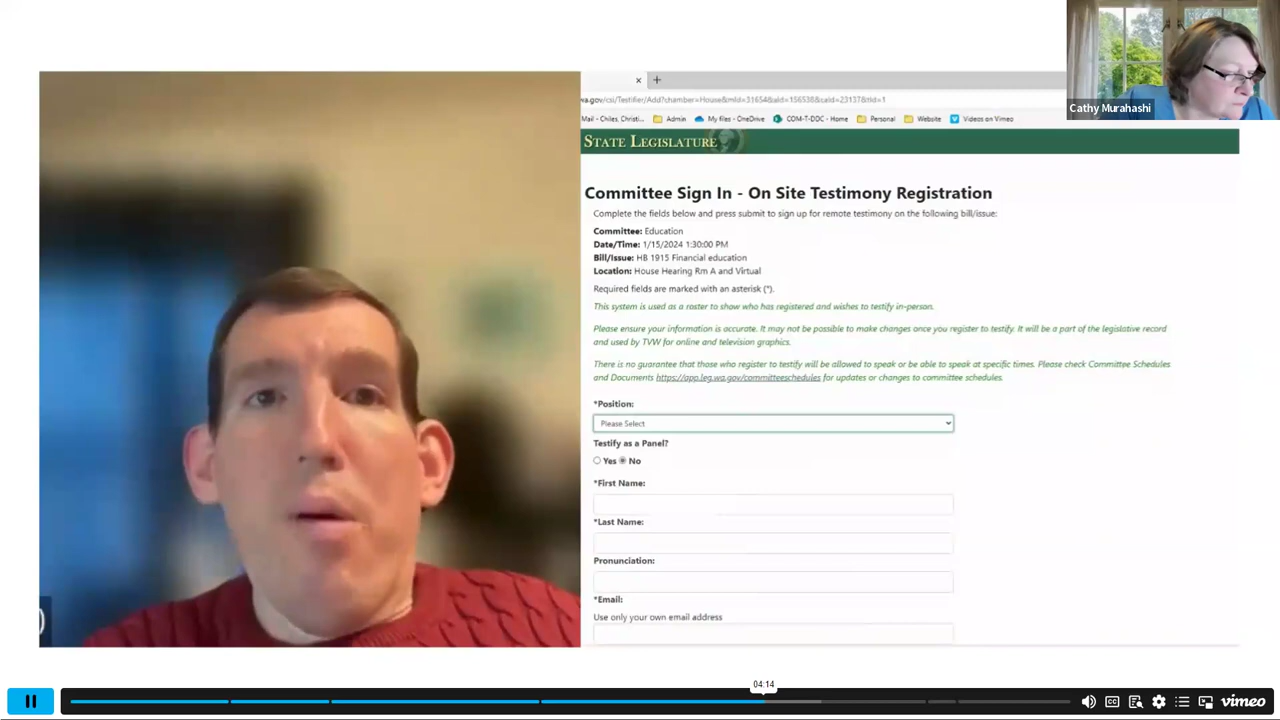 Cathy Murahashi
wa.gov/csi/Testifier/Add?chamber=House&mId=31654&aId=156538&caId=23137&tId=1
Mail - Chiles, Christi... Admin My files - OneDrive COM-T-DDC - Home Personal Website Videos on Vimeo
STATE LEGISLATURE
Committee Sign In - On Site Testimony Registration
Complete the fields below and press submit to sign up for remote testimony on the following bill/issue:
Committee: Education
Date/Time: 1/15/2024 1:30:00 PM
Bill/Issue: HB 1915 Financial education
Location: House Hearing Rm A and Virtual
Required fields are marked with an asterisk (*).
This system is used as a roster to show who has registered and wishes to testify in-person.
Please ensure your information is accurate. It may not be possible to make changes once you register to testify. It will be a part of the legislative record
and used by TVW for online and television graphics.
There is no guarantee that those who register to testify will be allowed to speak or be able to speak at specific times. Please check Committee Schedules
and Documents https://app.leg.wa.gov/committeeschedules for updates or changes to committee schedules.
*Position:
Please Select
Testify as a Panel?
Yes No
*First Name:
*Last Name:
Pronunciation:
*Email:
Use only your own email address
04:14
CC vimeo